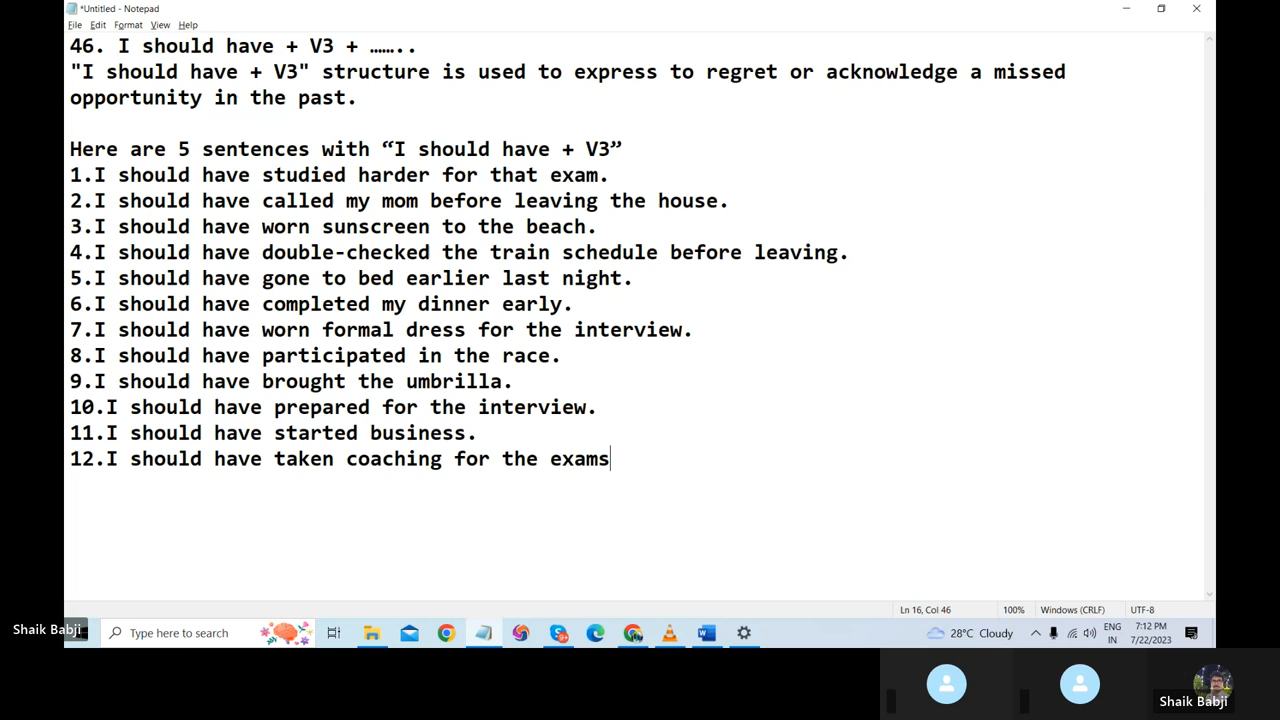 *Untitled - Notepad
File Edit Format View Help
46. I should have + V3 + ……..
"I should have + V3" structure is used to express to regret or acknowledge a missed
opportunity in the past.
Here are 5 sentences with “I should have + V3”
1.I should have studied harder for that exam.
2.I should have called my mom before leaving the house.
3.I should have worn sunscreen to the beach.
4.I should have double-checked the train schedule before leaving.
5.I should have gone to bed earlier last night.
6.I should have completed my dinner early.
7.I should have worn formal dress for the interview.
8.I should have participated in the race.
9.I should have brought the umbrilla.
10.I should have prepared for the interview.
11.I should have started business.
12.I should have taken coaching for the exams
Ln 16, Col 46 100% Windows (CRLF) UTF-8
Shaik Babji
Type here to search
28°C Cloudy
ENG
IN
7:12 PM
7/22/2023
Shaik Babji